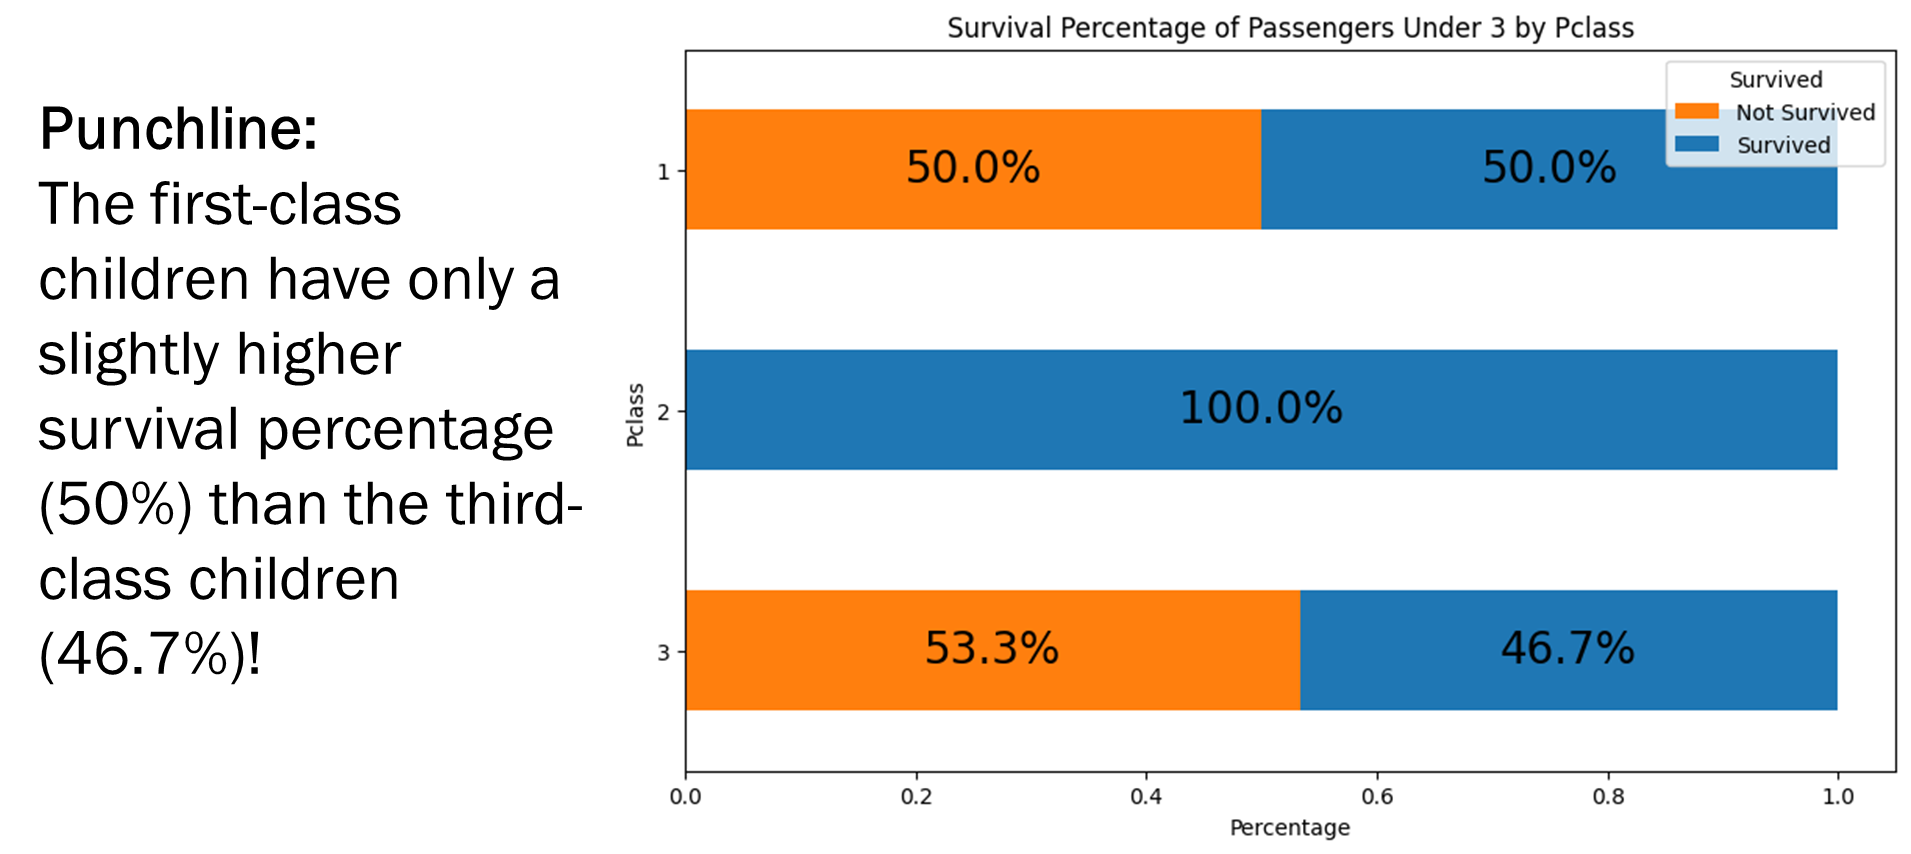 Punchline:
The first-class
children have only a
slightly higher
survival percentage
(50%) than the third-
class children
(46.7%)!
Survival Percentage of Passengers Under 3 by Pclass
Survived
Not Survived
Survived
1
50.0%
50.0%
Pclass
2
100.0%
3
53.3%
46.7%
0.0
0.2
0.4
0.6
0.8
1.0
Percentage